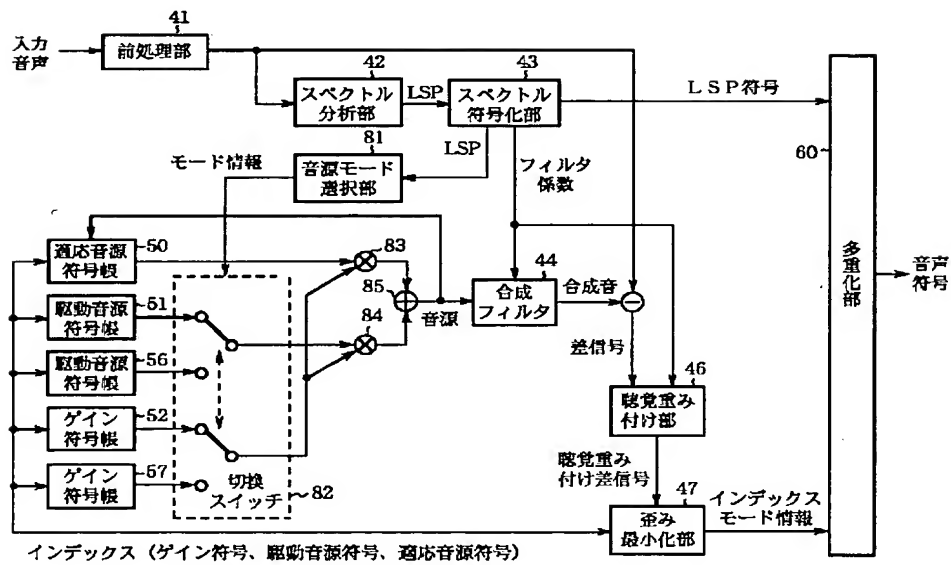 41
入力
音声
前処理部
42
43
スペクトル
分析部
LSP
スペクトル
符号化部
LSP符号
LSP
81
モード情報
音源モード
選択部
フィルタ
係数
60
適応音源
符号帳
50
83
44
85
音源
合成
フィルタ
合成音
多重化部
音声
符号
駆動音源
符号帳
51
84
差信号
駆動音源
符号帳
56
46
聴覚重み
付け部
ゲイン
符号帳
52
聴覚重み
付け差信号
ゲイン
符号帳
57
切換
スイッチ
82
47
歪み
最小化部
インデックス
モード情報
インデックス(ゲイン符号、駆動音源符号、適応音源符号)